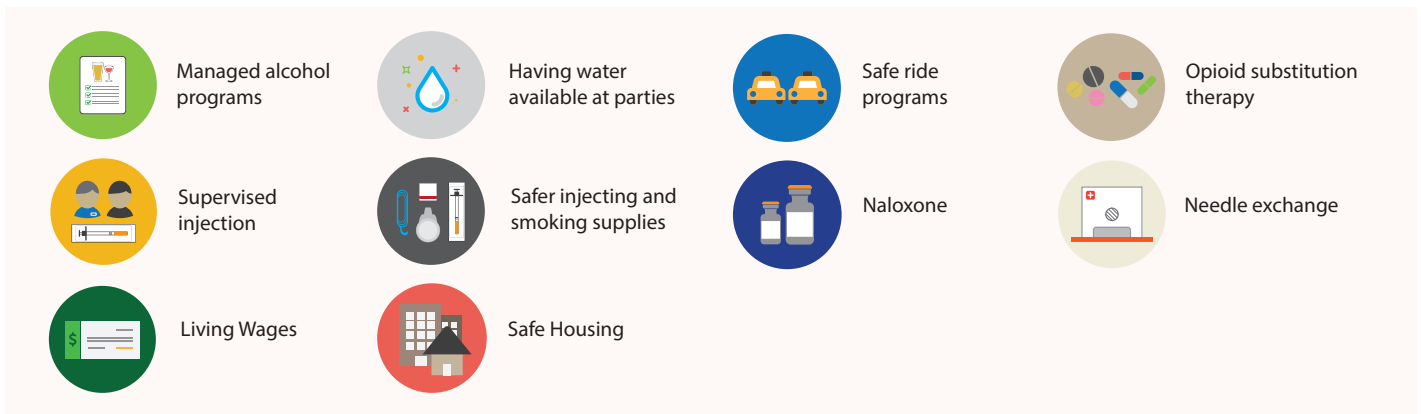 Managed alcohol
programs
Having water
available at parties
Safe ride
programs
Opioid substitution
therapy
Supervised
injection
Safer injecting and
smoking supplies
Naloxone
Needle exchange
$
Living Wages
Safe Housing